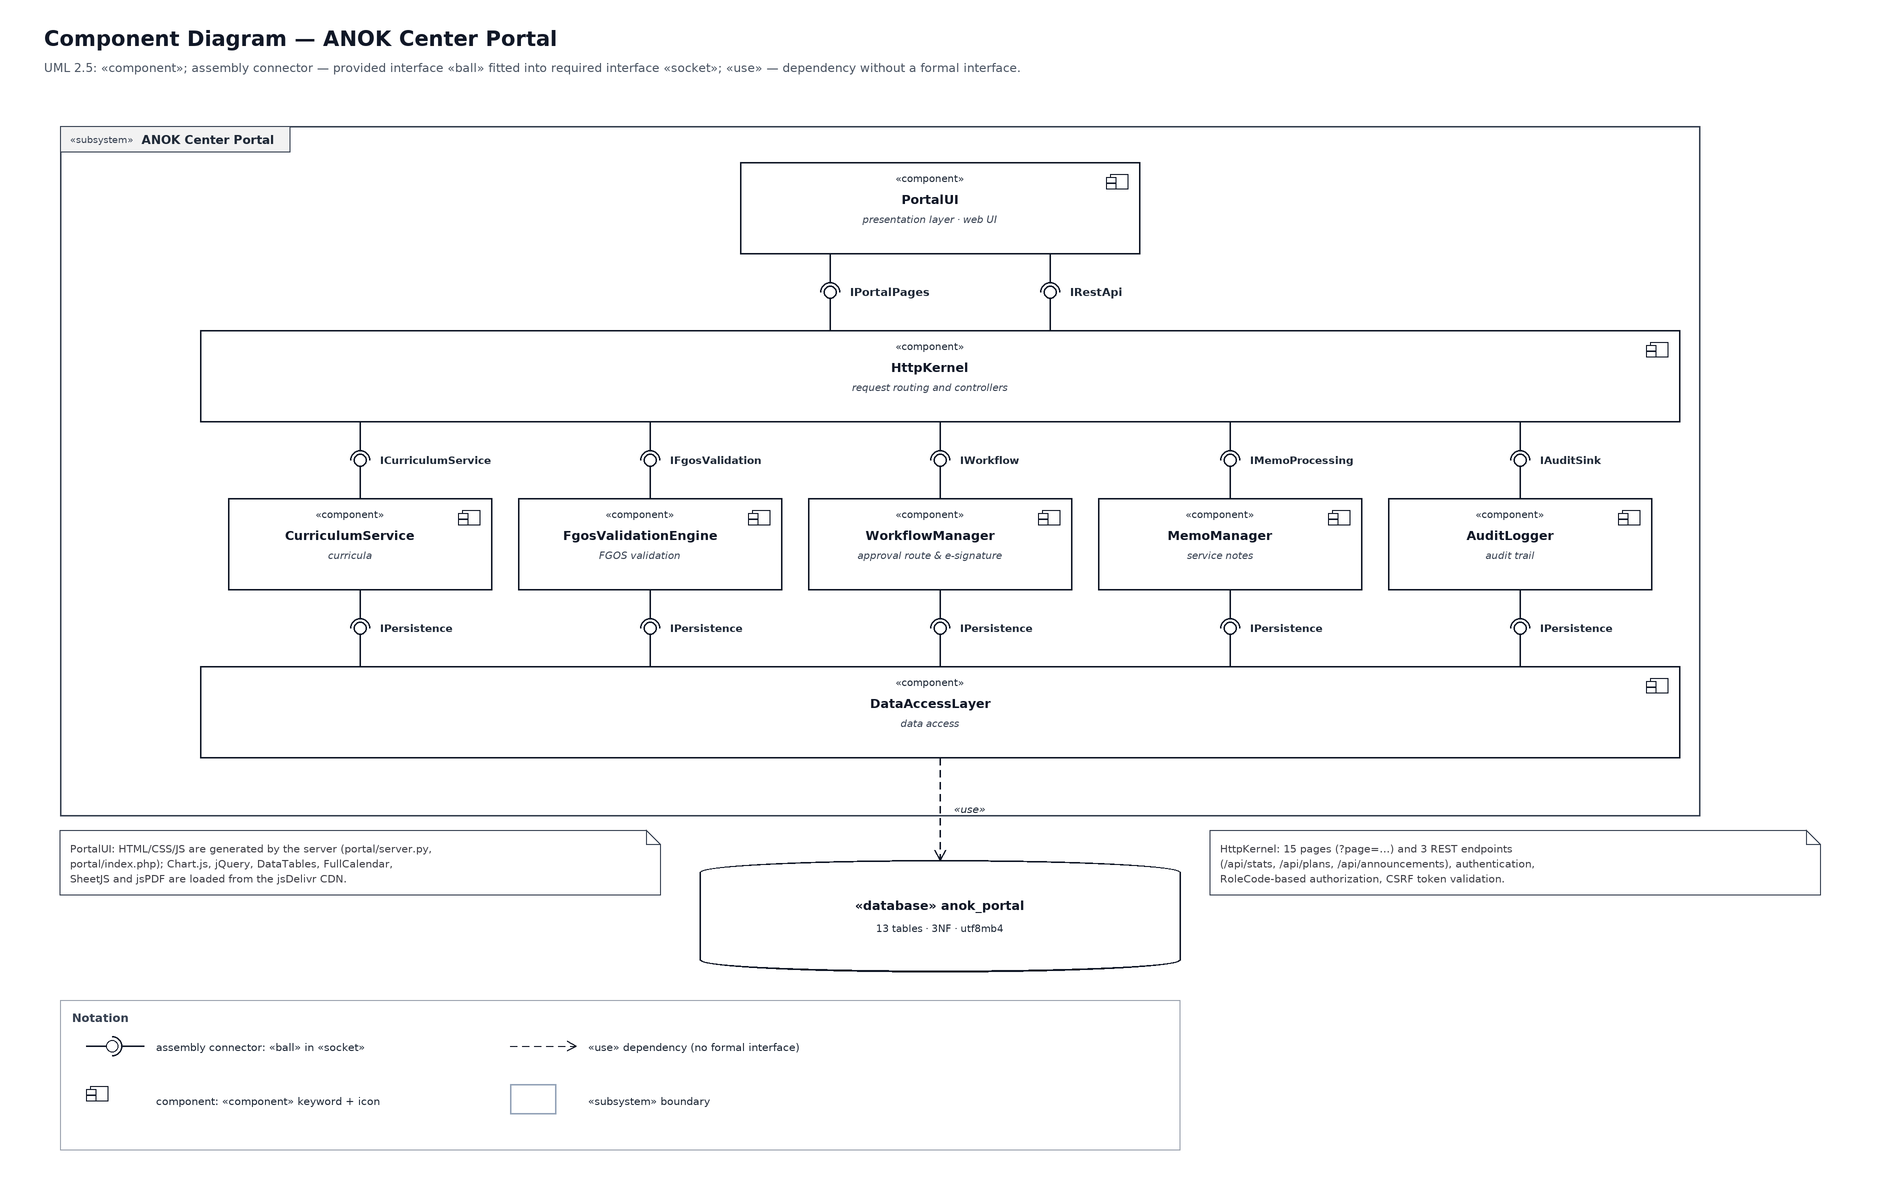 Component Diagram — ANOK Center Portal
UML 2.5: «component»; assembly connector — provided interface «ball» fitted into required interface «socket»; «use» — dependency without a formal interface.
«subsystem» ANOK Center Portal
«component»
PortalUI
presentation layer · web UI
IPortalPages
IRestApi
«component»
HttpKernel
request routing and controllers
ICurriculumService
IFgosValidation
IWorkflow
IMemoProcessing
IAuditSink
«component»
CurriculumService
curricula
«component»
FgosValidationEngine
FGOS validation
«component»
WorkflowManager
approval route & e-signature
«component»
MemoManager
service notes
«component»
AuditLogger
audit trail
IPersistence
IPersistence
IPersistence
IPersistence
IPersistence
«component»
DataAccessLayer
data access
«use»
PortalUI: HTML/CSS/JS are generated by the server (portal/server.py,
portal/index.php); Chart.js, jQuery, DataTables, FullCalendar,
SheetJS and jsPDF are loaded from the jsDelivr CDN.
HttpKernel: 15 pages (?page=…) and 3 REST endpoints
(/api/stats, /api/plans, /api/announcements), authentication,
RoleCode-based authorization, CSRF token validation.
«database» anok_portal
13 tables · 3NF · utf8mb4
Notation
assembly connector: «ball» in «socket»
«use» dependency (no formal interface)
component: «component» keyword + icon
«subsystem» boundary